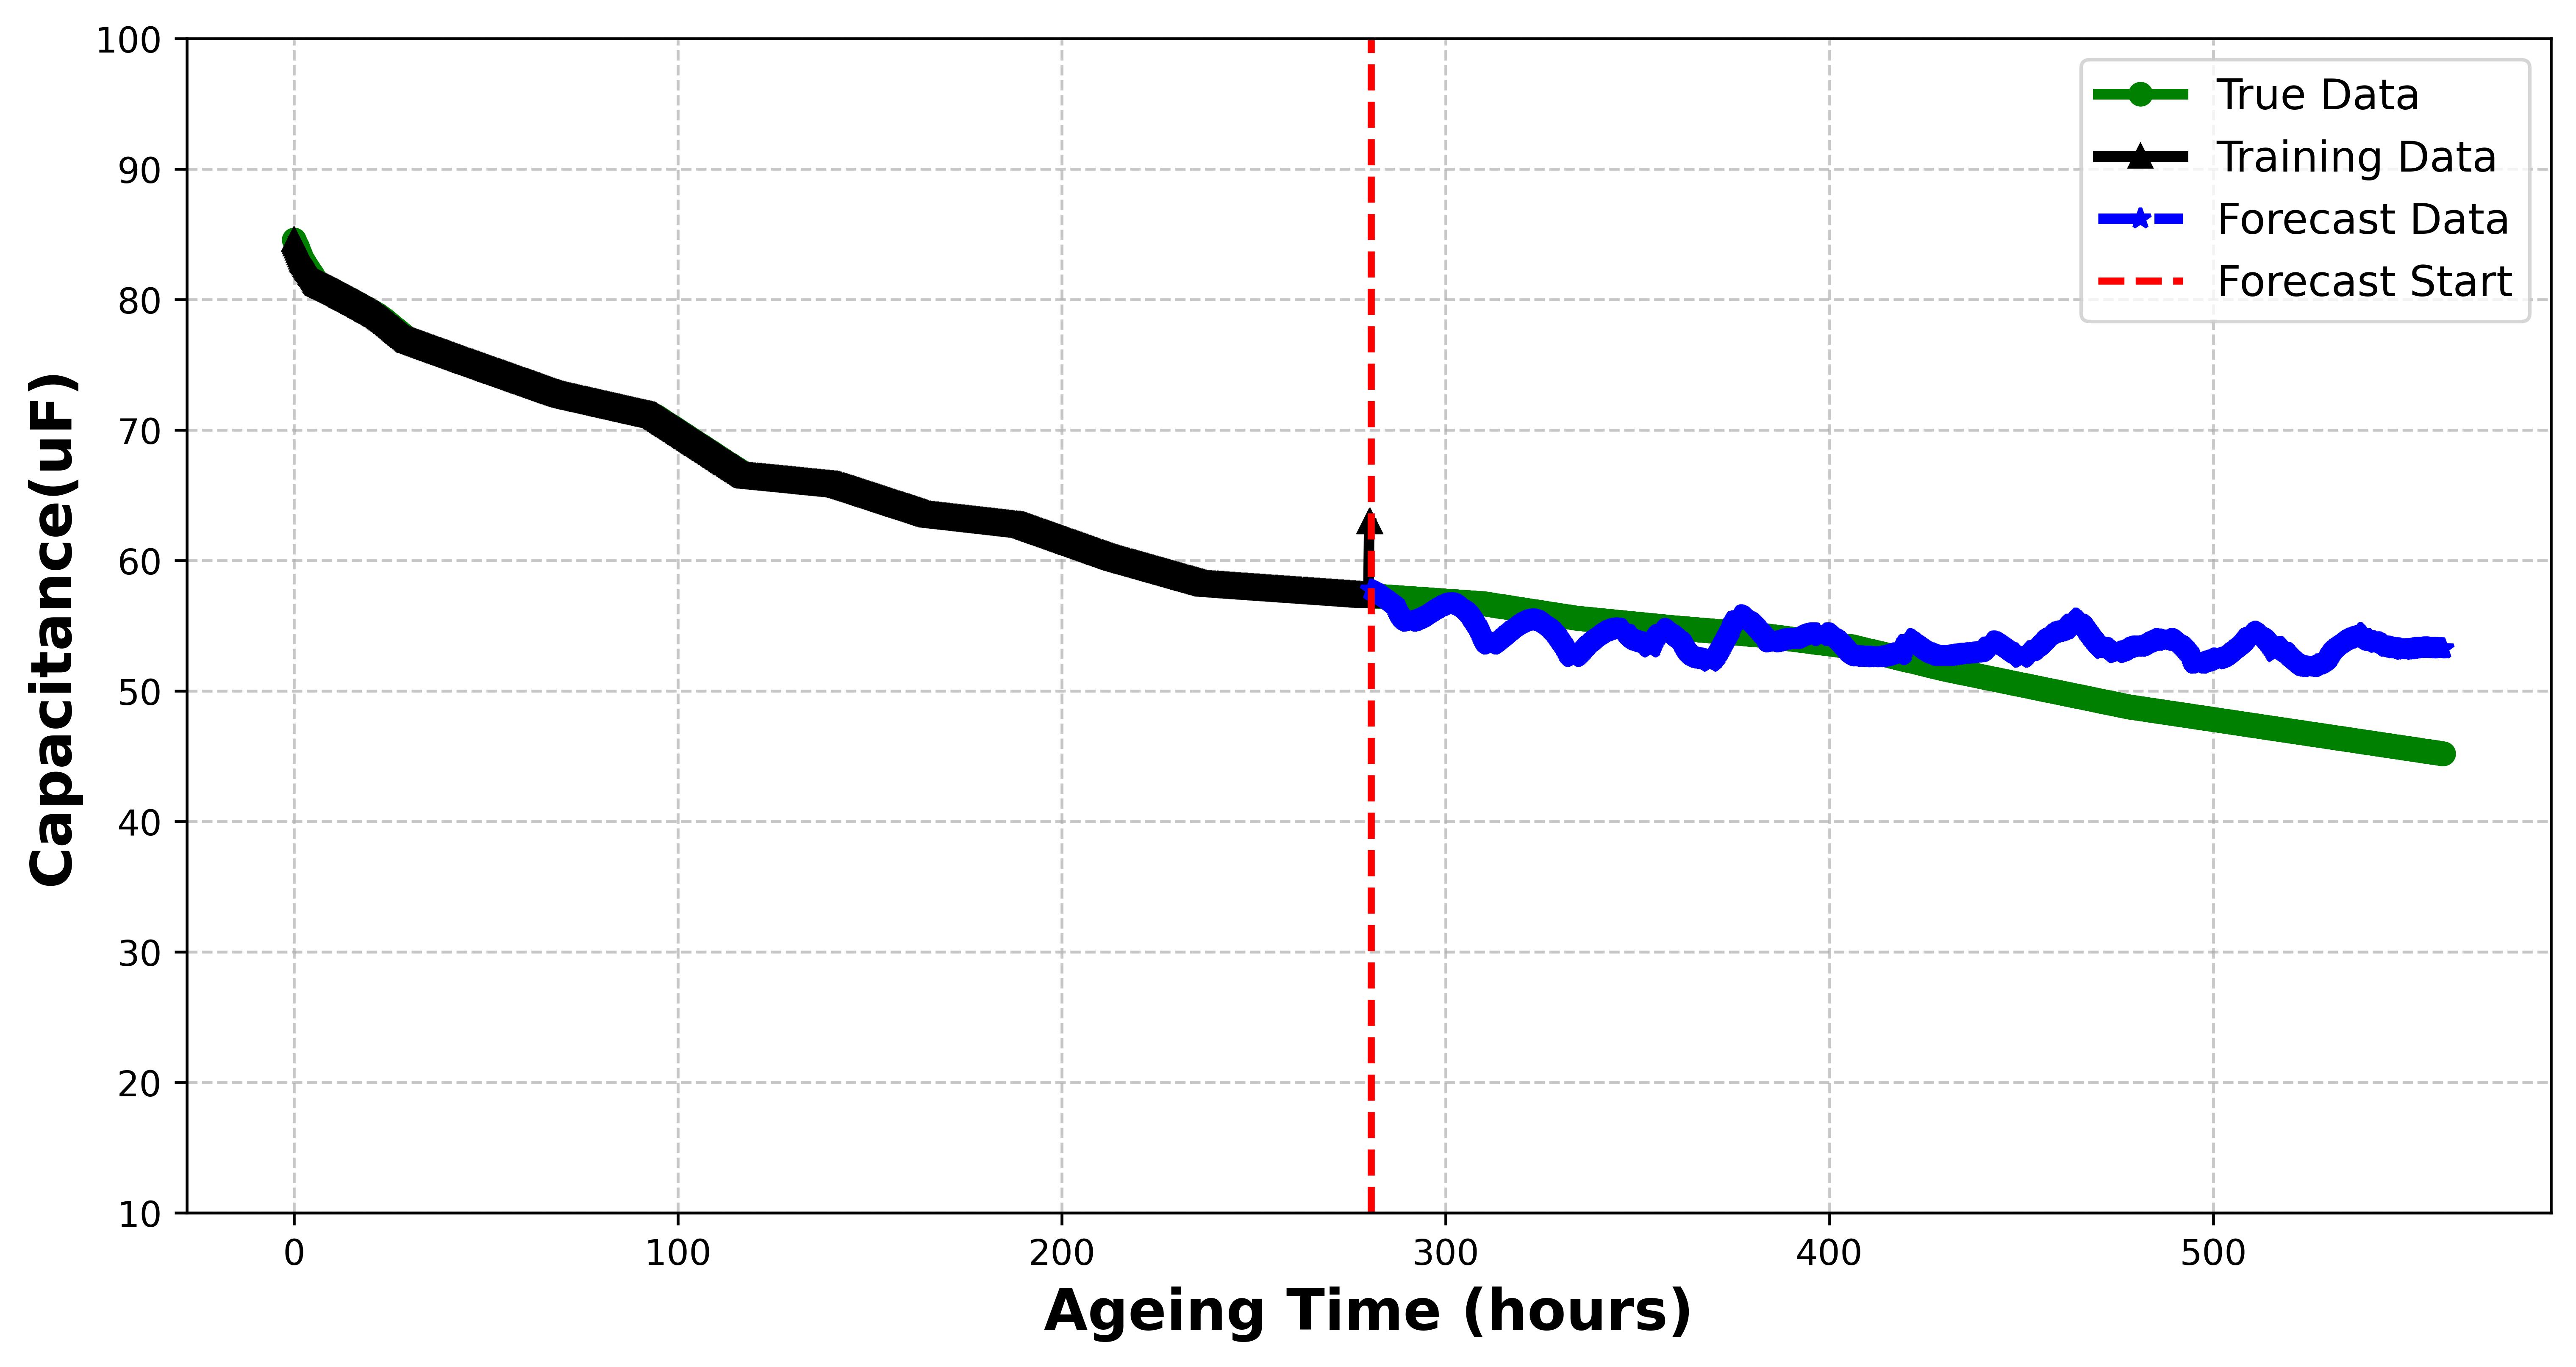 100
90
80
70
60
50
40
30
20
10
Capacitance(uF)
True Data
Training Data
Forecast Data
Forecast Start
0 100 200 300 400 500
Ageing Time (hours)